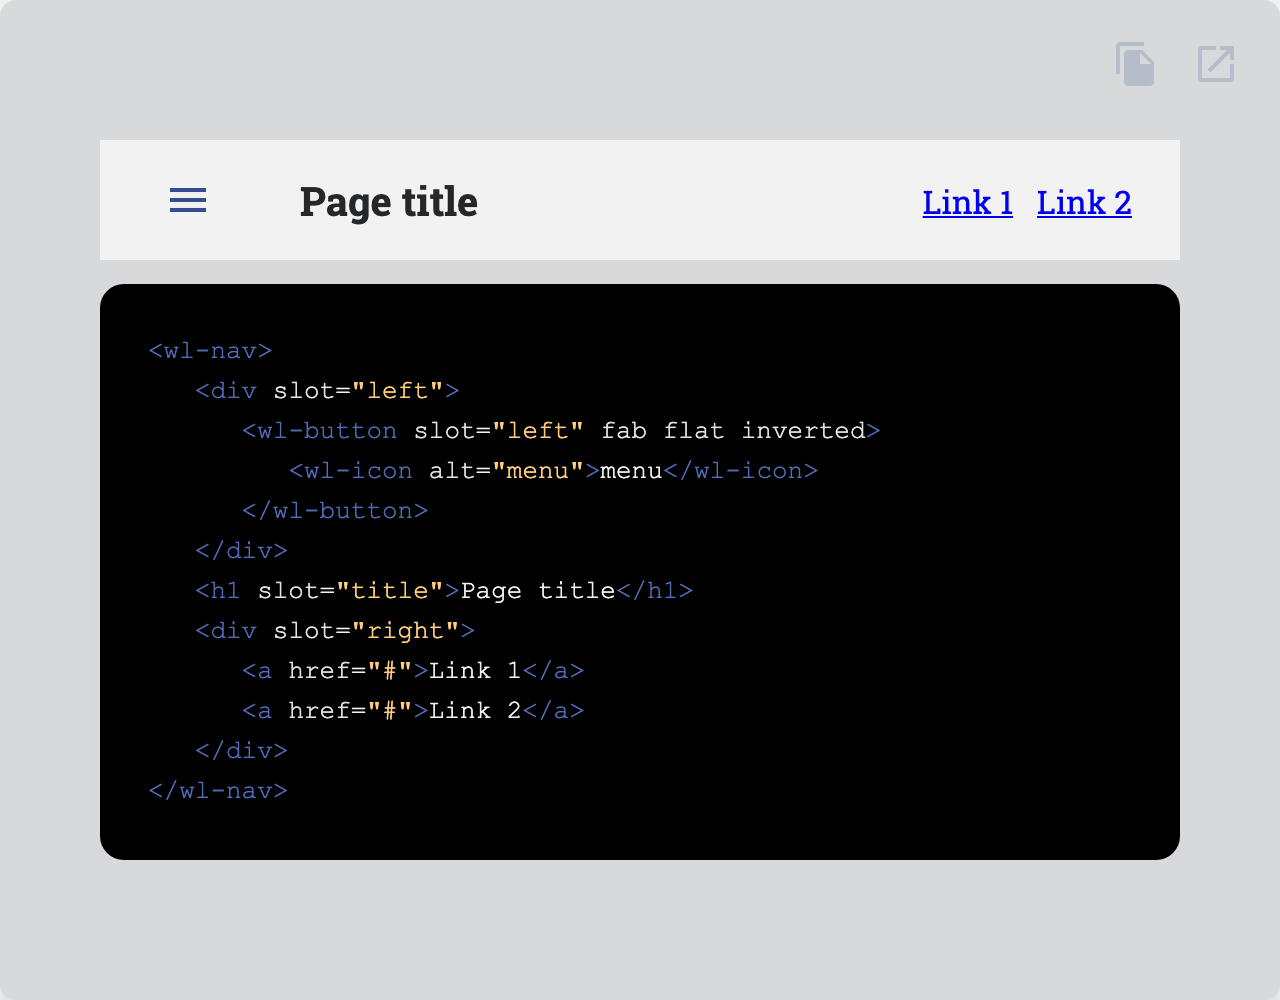 Page title Link 1 Link 2
<wl-nav>
   <div slot="left">
      <wl-button slot="left" fab flat inverted>
         <wl-icon alt="menu">menu</wl-icon>
      </wl-button>
   </div>
   <h1 slot="title">Page title</h1>
   <div slot="right">
      <a href="#">Link 1</a>
      <a href="#">Link 2</a>
   </div>
</wl-nav>